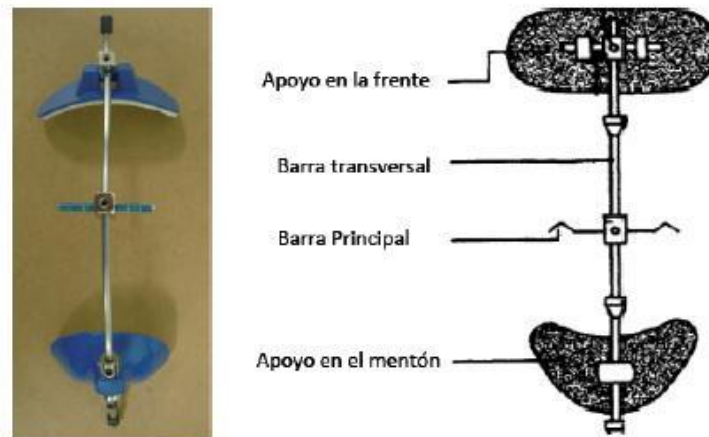 Apoyo en la frente
Barra transversal
Barra Principal
Apoyo en el mentón